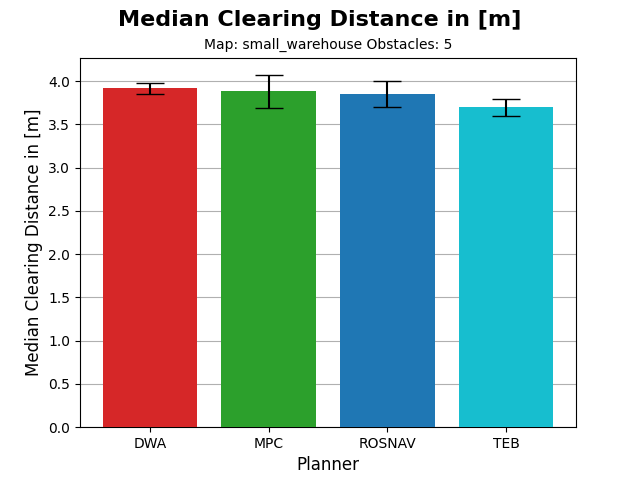 Median Clearing Distance in [m]
Map: small_warehouse Obstacles: 5
Median Clearing Distance in [m]
4.0
3.5
3.0
2.5
2.0
1.5
1.0
0.5
0.0
DWA
MPC
ROSNAV
TEB
Planner